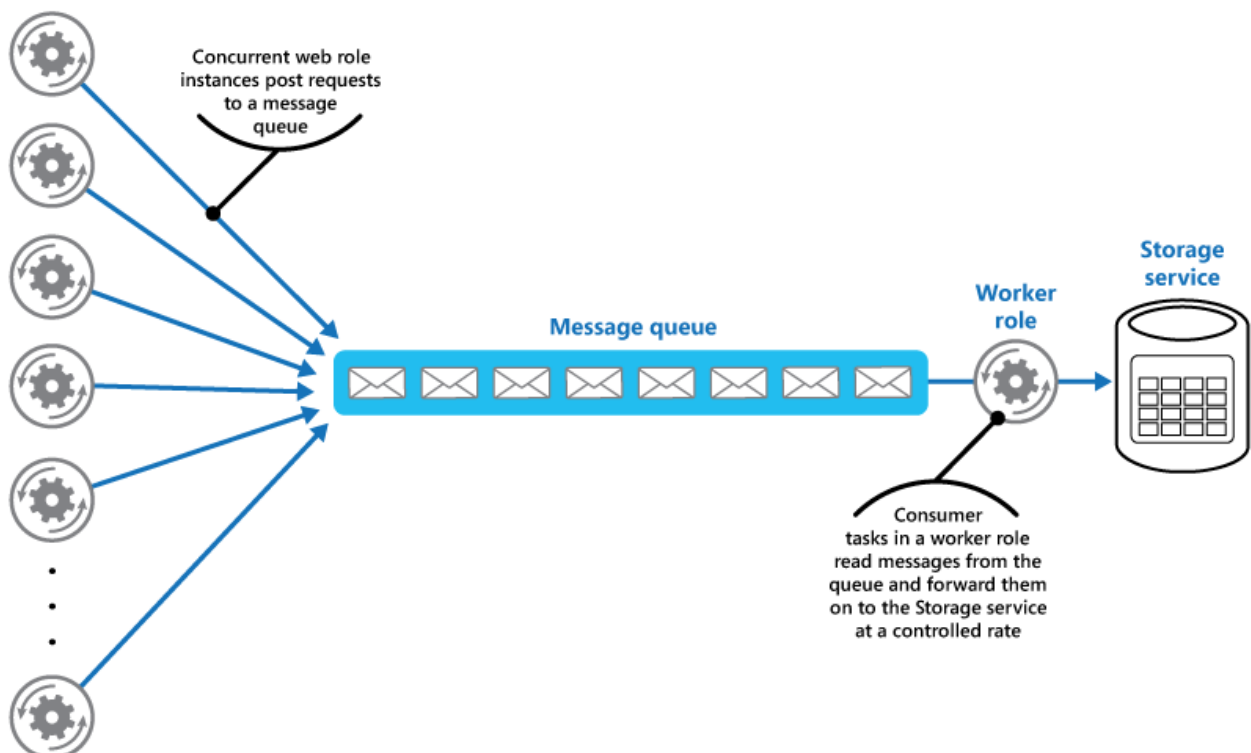 Concurrent web role
instances post requests
to a message
queue
Message queue
Worker
role
Storage
service
Consumer
tasks in a worker role
read messages from the
queue and forward them
on to the Storage service
at a controlled rate